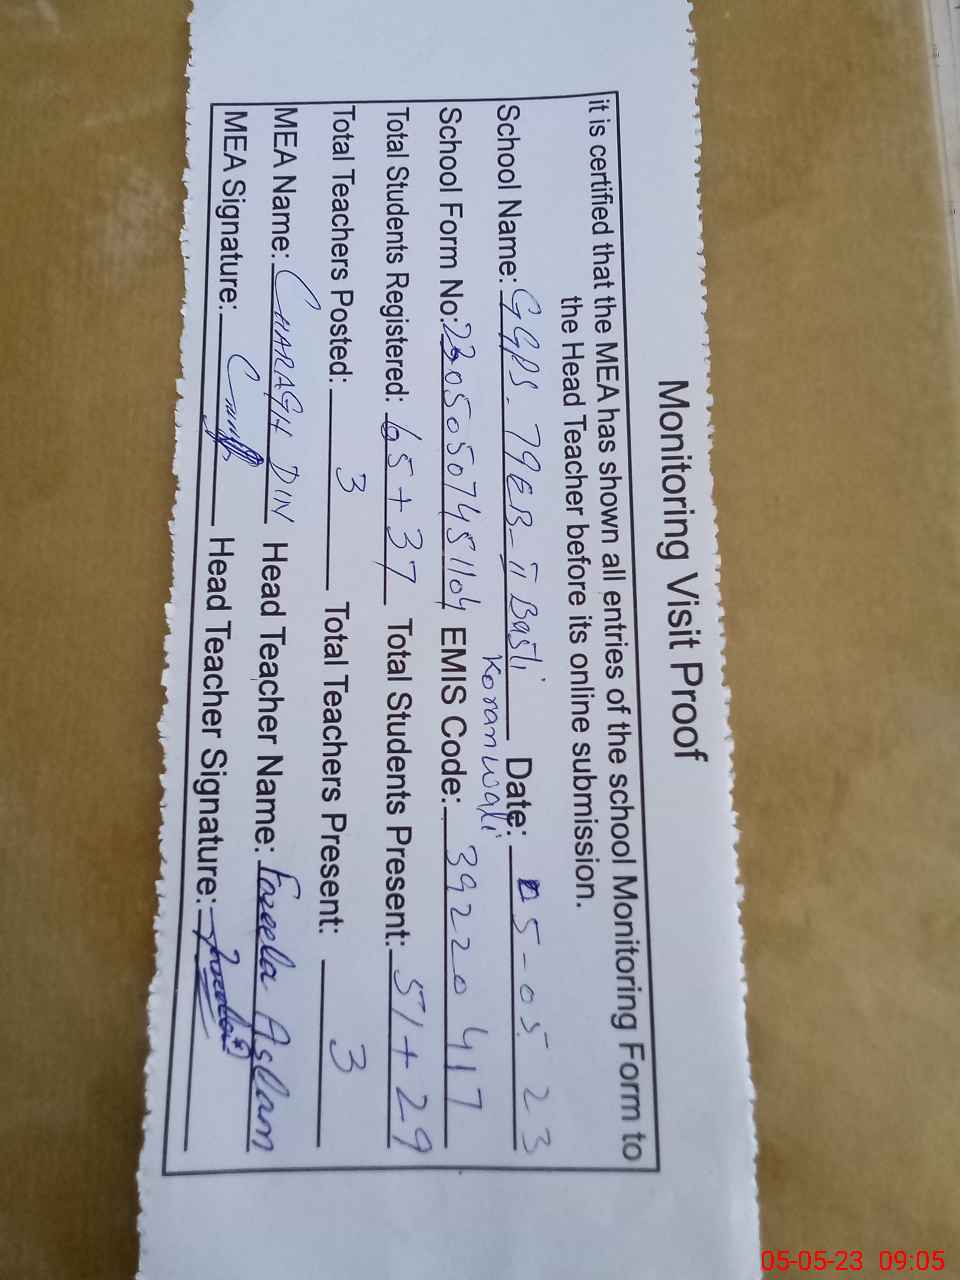 Monitoring Visit Proof
it is certified that the MEA has shown all entries of the school Monitoring Form to
the Head Teacher before its online submission.
School Name: GGPS. 79EB-II Basti Date: 05-05 23
Koranwali
School Form No: 23050507451104 EMIS Code: 39220417
Total Students Registered: 65+37 Total Students Present: 51+29
Total Teachers Posted: 3 Total Teachers Present: 3
MEA Name: CHARAGH DIN Head Teacher Name: Fozeela Aslam
MEA Signature: Head Teacher Signature:
05-05-23 09:05